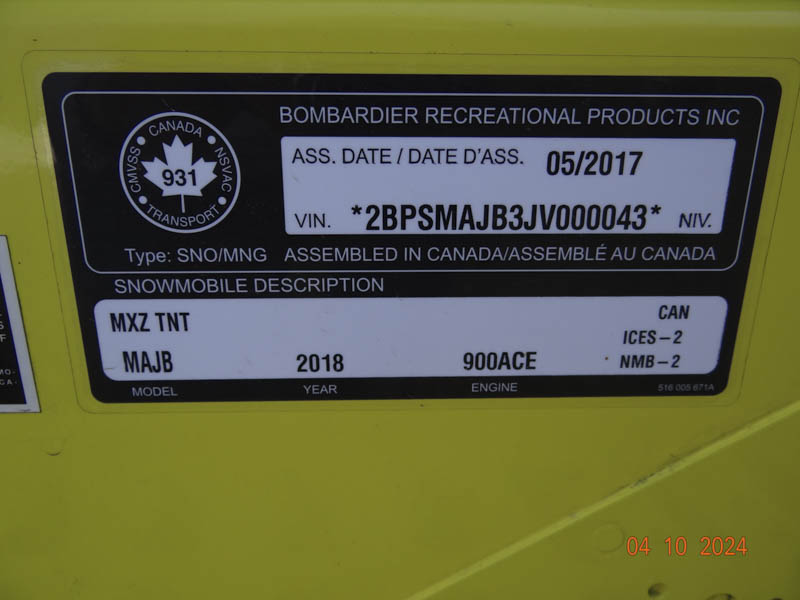 BOMBARDIER RECREATIONAL PRODUCTS INC
CANADA
CMVSS
NSVAC
931
TRANSPORT
ASS. DATE / DATE D'ASS. 05/2017
VIN. *2BPSMAJB3JV000043* NIV.
Type: SNO/MNG ASSEMBLED IN CANADA/ASSEMBLÉ AU CANADA
SNOWMOBILE DESCRIPTION
MXZ TNT CAN
ICES-2
MAJB 2018 900ACE NMB-2
MODEL YEAR ENGINE 516 005 671A
04 10 2024